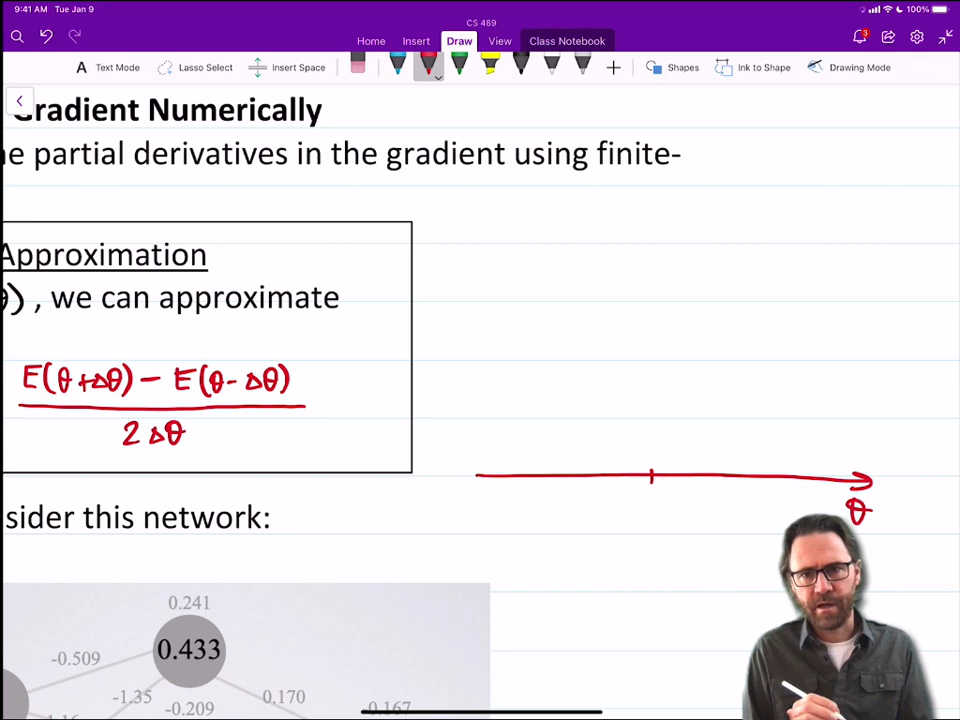 9:41 AM Tue Jan 9
100%
CS 489
Home Insert Draw View Class Notebook
3
A Text Mode Lasso Select Insert Space Shapes Ink to Shape Drawing Mode
Gradient Numerically
partial derivatives in the gradient using finite-
Approximation
θ) , we can approximate
E(θ+Δθ) − E(θ-Δθ)
2Δθ
θ
this network:
0.241
0.433
-0.509
-1.35
0.170
-0.209
0.167